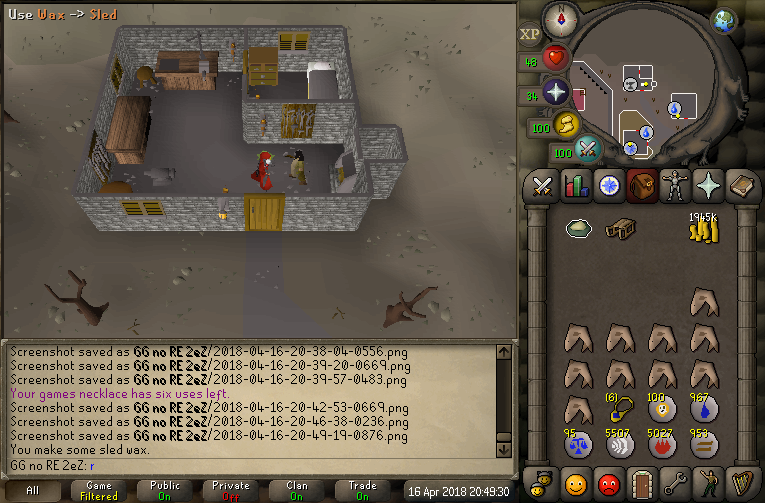 Use Wax -> Sled
XP
48
34
100
100
1945K
(6) 100 967
95 5507 5027 953
Screenshot saved as GG no RE 2eZ/2018-04-16-20-38-04-0556.png
Screenshot saved as GG no RE 2eZ/2018-04-16-20-39-20-0669.png
Screenshot saved as GG no RE 2eZ/2018-04-16-20-39-57-0483.png
Your games necklace has six uses left.
Screenshot saved as GG no RE 2eZ/2018-04-16-20-42-53-0669.png
Screenshot saved as GG no RE 2eZ/2018-04-16-20-46-38-0236.png
Screenshot saved as GG no RE 2eZ/2018-04-16-20-49-19-0876.png
You make some sled wax.
GG no RE 2eZ: r
All
Game
Filtered
Public
On
Private
Off
Clan
On
Trade
On
16 Apr 2018 20:49:30